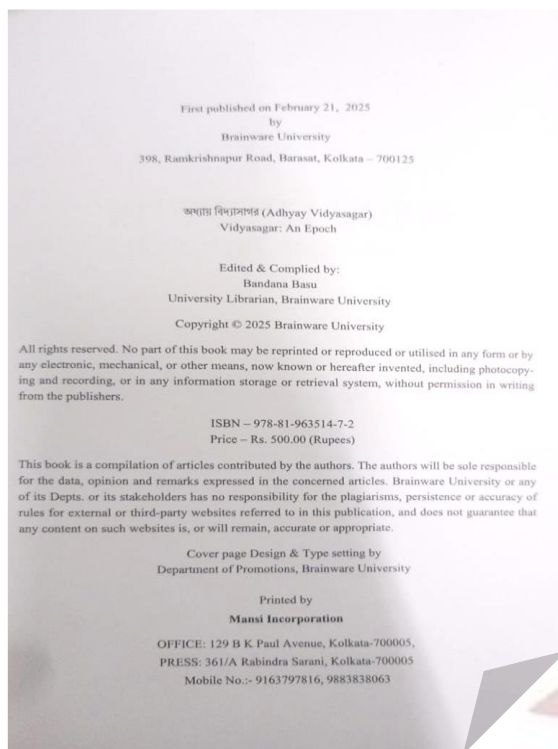 First published on February 21, 2025
by
Brainware University
398, Ramkrishnapur Road, Barasat, Kolkata – 700125
অধ্যায় বিদ্যাসাগর (Adhyay Vidyasagar)
Vidyasagar: An Epoch
Edited & Complied by:
Bandana Basu
University Librarian, Brainware University
Copyright © 2025 Brainware University
All rights reserved. No part of this book may be reprinted or reproduced or utilised in any form or by
any electronic, mechanical, or other means, now known or hereafter invented, including photocopy-
ing and recording, or in any information storage or retrieval system, without permission in writing
from the publishers.
ISBN – 978-81-963514-7-2
Price – Rs. 500.00 (Rupees)
This book is a compilation of articles contributed by the authors. The authors will be sole responsible
for the data, opinion and remarks expressed in the concerned articles. Brainware University or any
of its Depts. or its stakeholders has no responsibility for the plagiarisms, persistence or accuracy of
rules for external or third-party websites referred to in this publication, and does not guarantee that
any content on such websites is, or will remain, accurate or appropriate.
Cover page Design & Type setting by
Department of Promotions, Brainware University
Printed by
Mansi Incorporation
OFFICE: 129 B K Paul Avenue, Kolkata-700005,
PRESS: 361/A Rabindra Sarani, Kolkata-700005
Mobile No.:- 9163797816, 9883838063